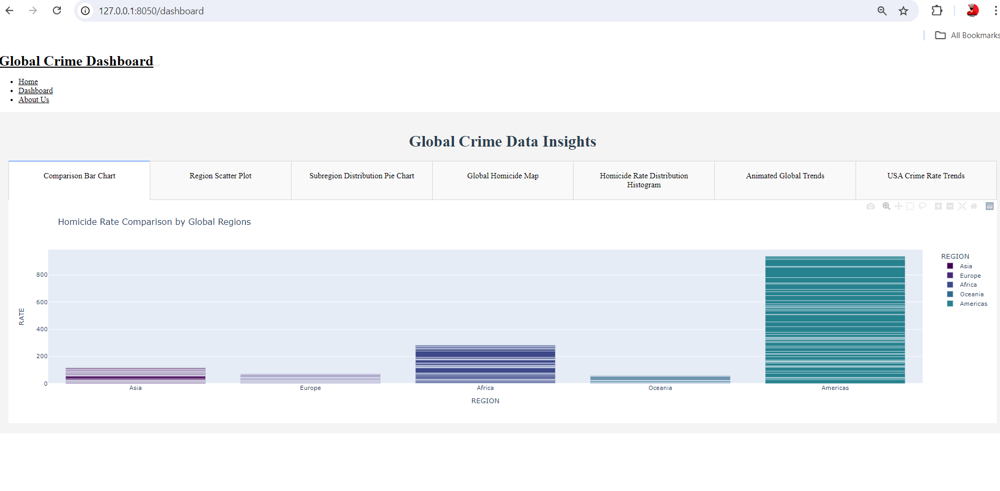 127.0.0.1:8050/dashboard
All Bookmarks
Global Crime Dashboard
Home
Dashboard
About Us
Global Crime Data Insights
Comparison Bar Chart
Region Scatter Plot
Subregion Distribution Pie Chart
Global Homicide Map
Homicide Rate Distribution
Histogram
Animated Global Trends
USA Crime Rate Trends
Homicide Rate Comparison by Global Regions
RATE
800
600
400
200
0
Asia
Europe
Africa
Oceania
Americas
REGION
REGION
Asia
Europe
Africa
Oceania
Americas